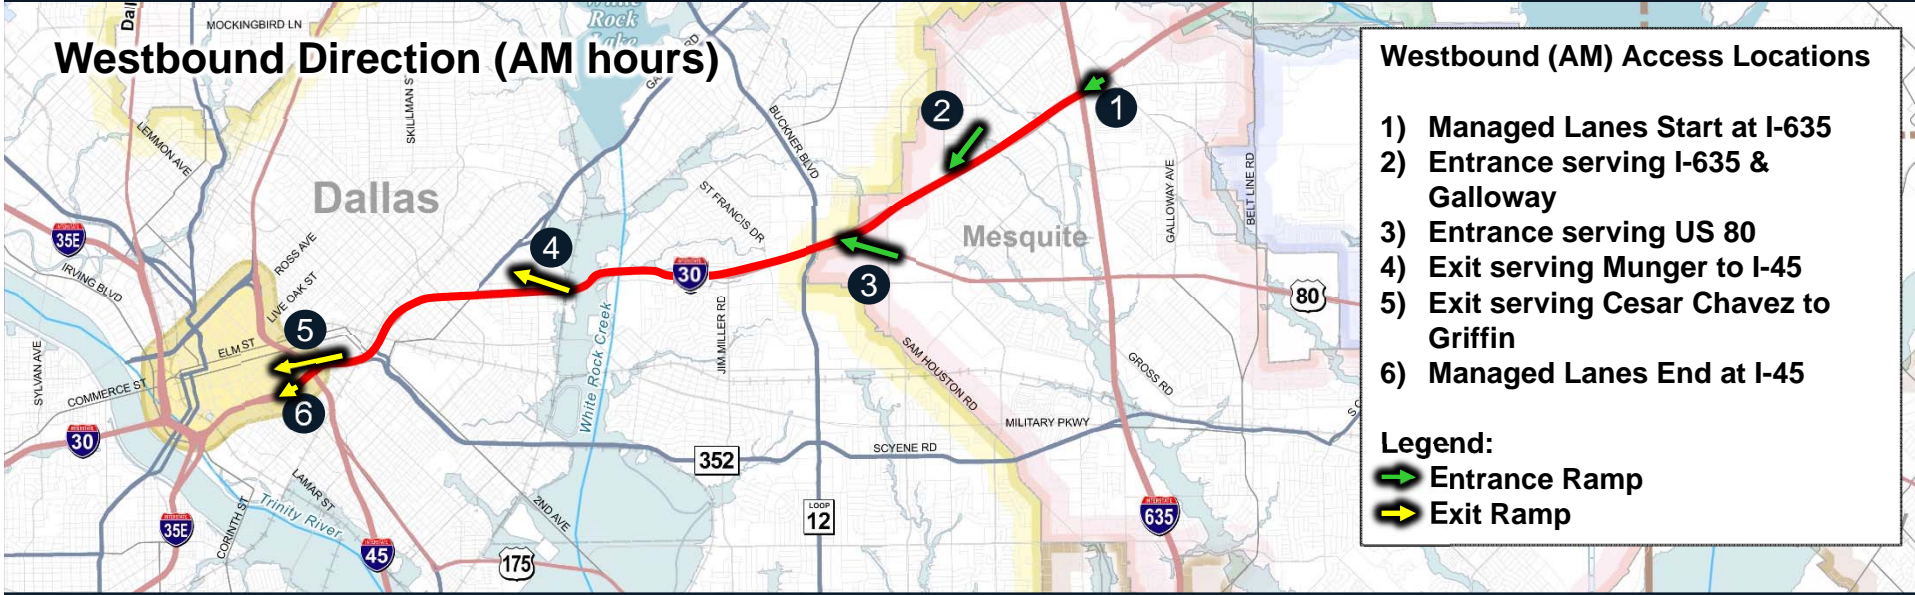 MOCKINGBIRD LN
White
Rock
Lake
Westbound Direction (AM hours)
SKILLMAN S
LEMMON AVE
BUCKNER BLVD
Dallas
ST FRANCIS DR
Mesquite
GALLOWAY AVE
BELT LINE RD
1
2
3
4
5
6
35E
IRVING BLVD
ROSS AVE
LIVE OAK ST
ELM ST
COMMERCE ST
SYLVAN AVE
30
30
80
JIM MILLER RD
White Rock Creek
SAM HOUSTON RD
GROSS RD
MILITARY PKWY
SCYENE RD
352
LOOP
12
635
LAMAR ST
Trinity River
CORINTH ST
2ND AVE
35E
45
175
Westbound (AM) Access Locations
1) Managed Lanes Start at I-635
2) Entrance serving I-635 &
Galloway
3) Entrance serving US 80
4) Exit serving Munger to I-45
5) Exit serving Cesar Chavez to
Griffin
6) Managed Lanes End at I-45
Legend:
Entrance Ramp
Exit Ramp